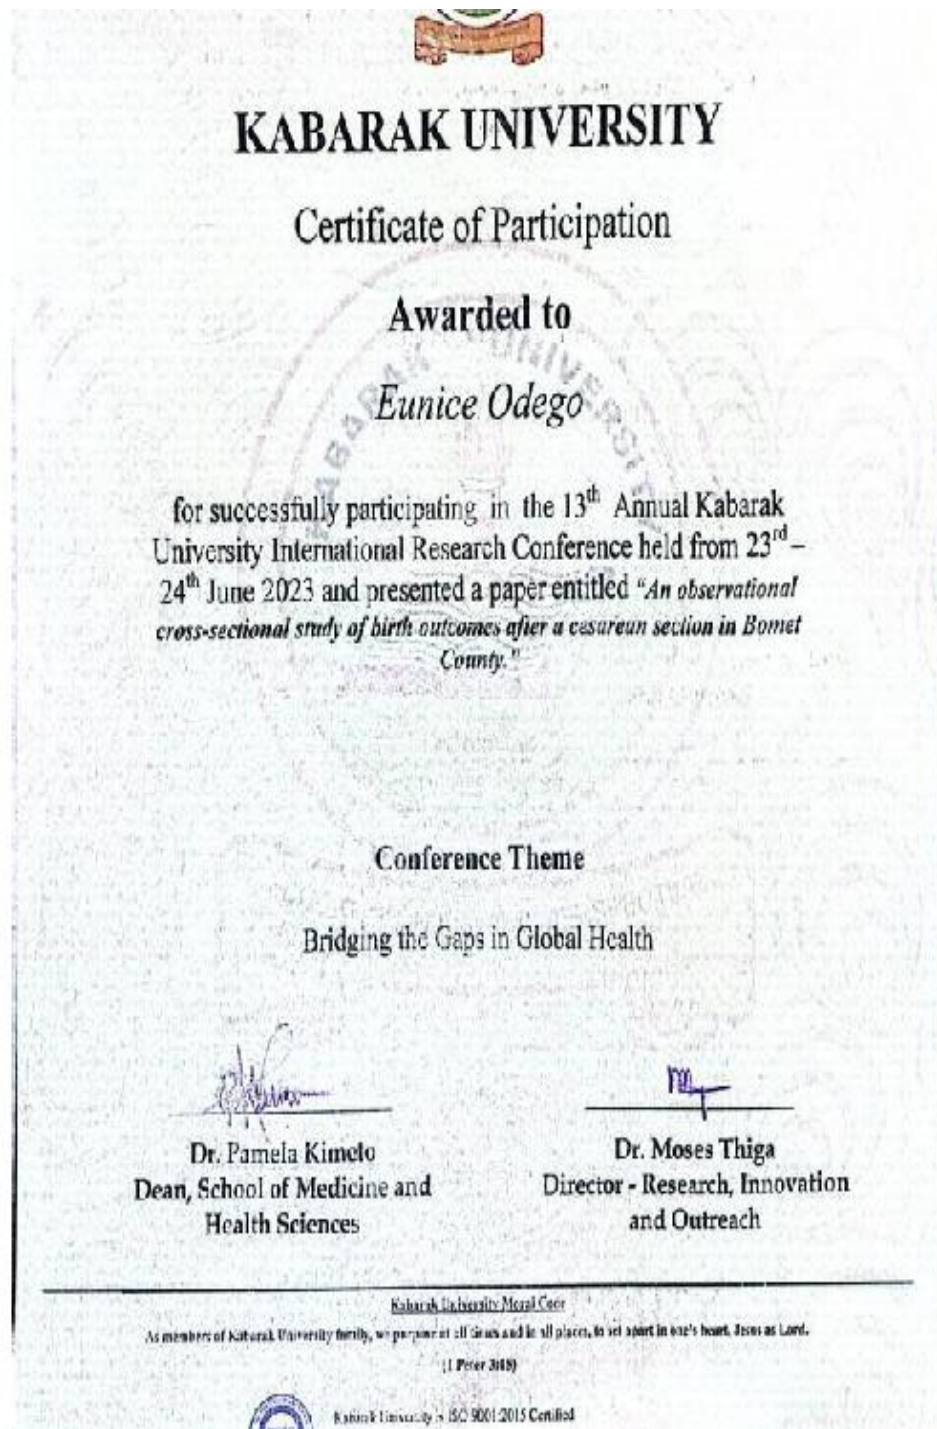 KABARAK UNIVERSITY
Certificate of Participation
Awarded to
KABARAK UNIVERSITY
Eunice Odego
for successfully participating in the 13th Annual Kabarak
University International Research Conference held from 23rd –
24th June 2023 and presented a paper entitled “An observational
cross-sectional study of birth outcomes after a cesarean section in Bomet
County.”
Conference Theme
Bridging the Gaps in Global Health
Dr. Pamela Kimeto
Dean, School of Medicine and
Health Sciences
Dr. Moses Thiga
Director - Research, Innovation
and Outreach
Kabarak University Moral Code
As members of Kabarak University family, we purpose at all times and in all places, to set apart in one's heart, Jesus as Lord.
(1 Peter 3:15)
Kabarak University is ISO 9001:2015 Certified